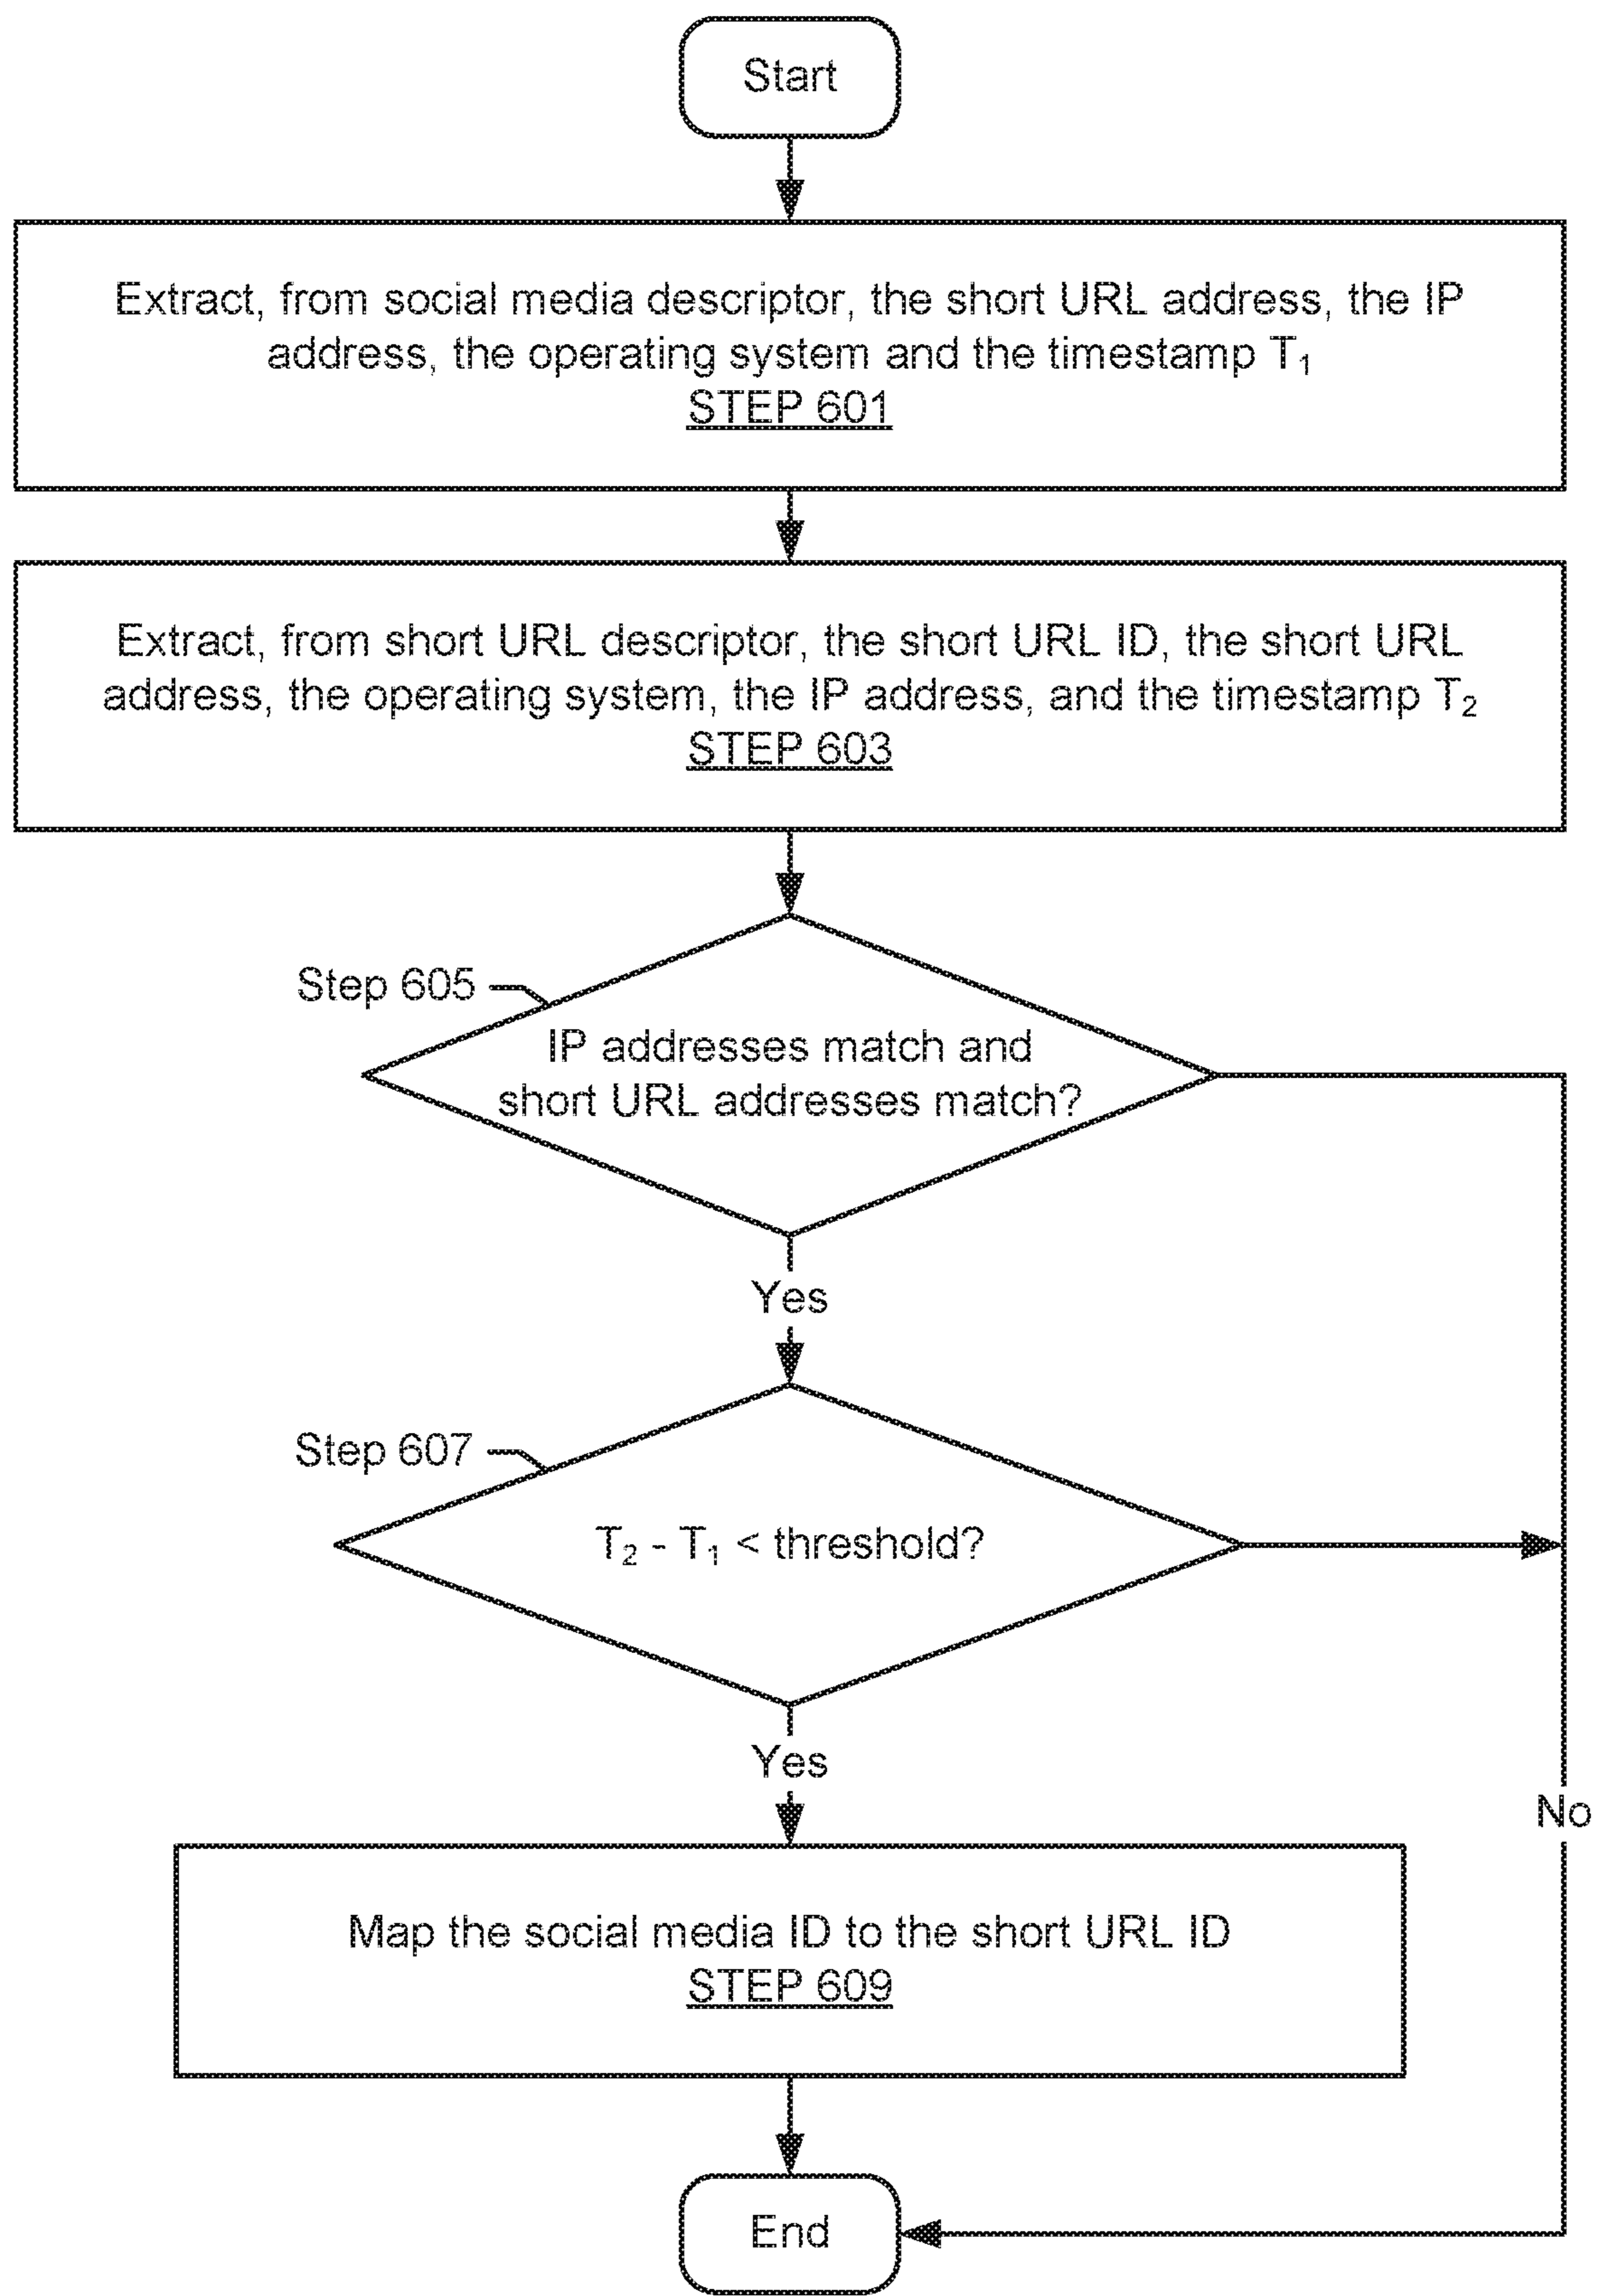 Start
Extract, from social media descriptor, the short URL address, the IP
address, the operating system and the timestamp T₁
STEP 601
Extract, from short URL descriptor, the short URL ID, the short URL
address, the operating system, the IP address, and the timestamp T₂
STEP 603
Step 605
IP addresses match and
short URL addresses match?
Yes
Step 607
T₂ - T₁ < threshold?
Yes
No
Map the social media ID to the short URL ID
STEP 609
End